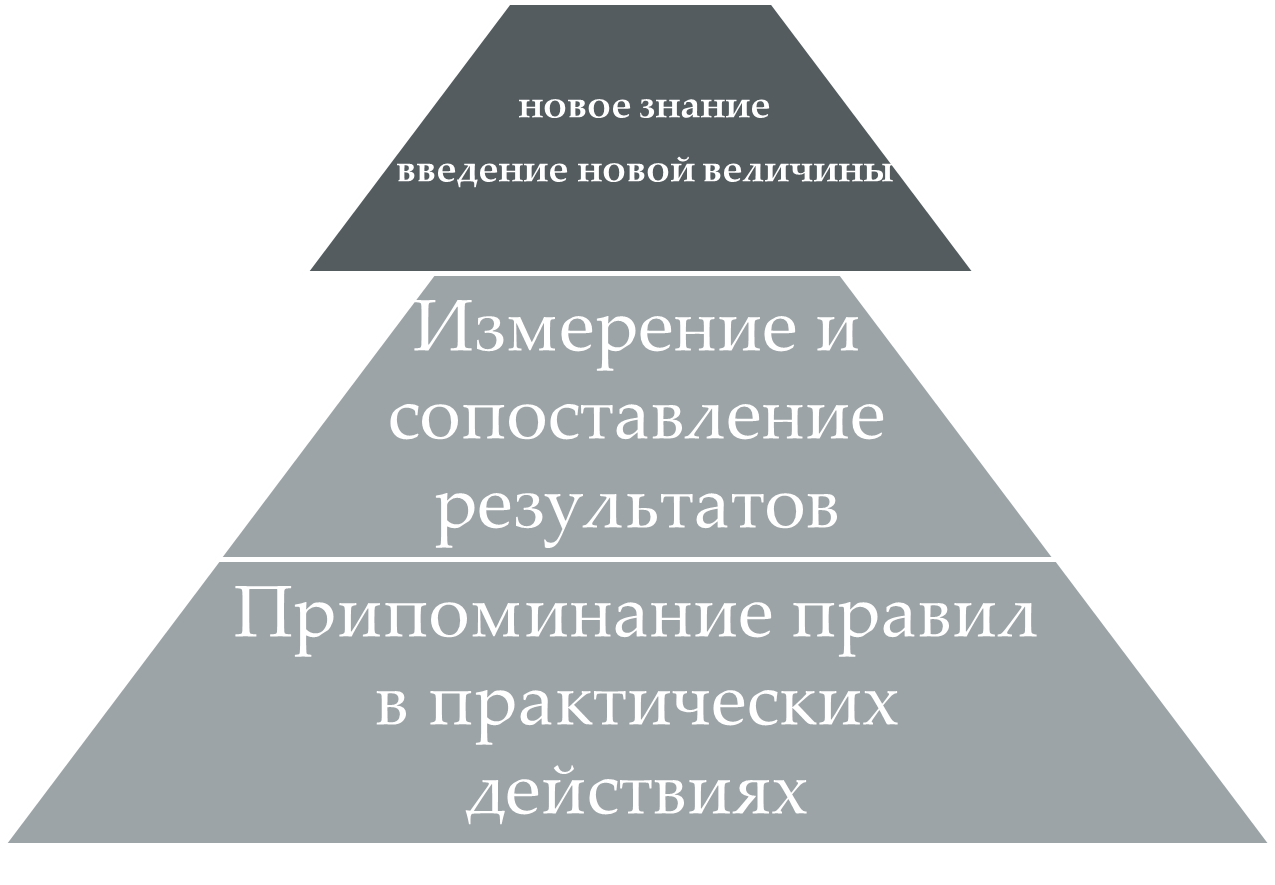 новое знание
введение новой величины
Измерение и
сопоставление
результатов
Припоминание правил
в практических
действиях